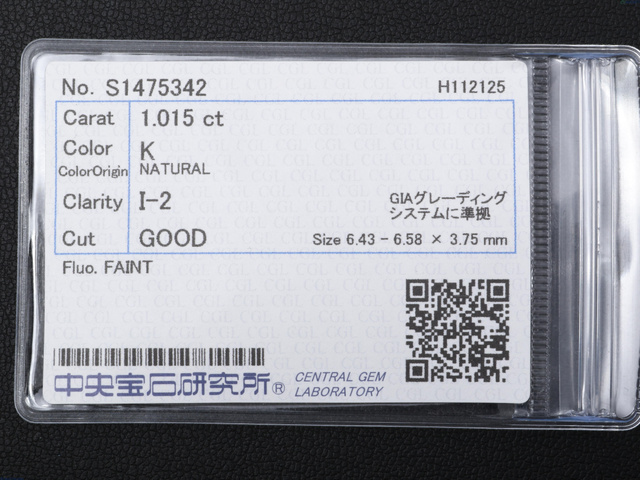 No. S1475342 H112125
Carat 1.015 ct
Color K
ColorOrigin NATURAL
Clarity I-2 GIAグレーディング
システムに準拠
Cut GOOD Size 6.43 - 6.58 × 3.75 mm
Fluo. FAINT
中央宝石研究所® CENTRAL GEM
LABORATORY